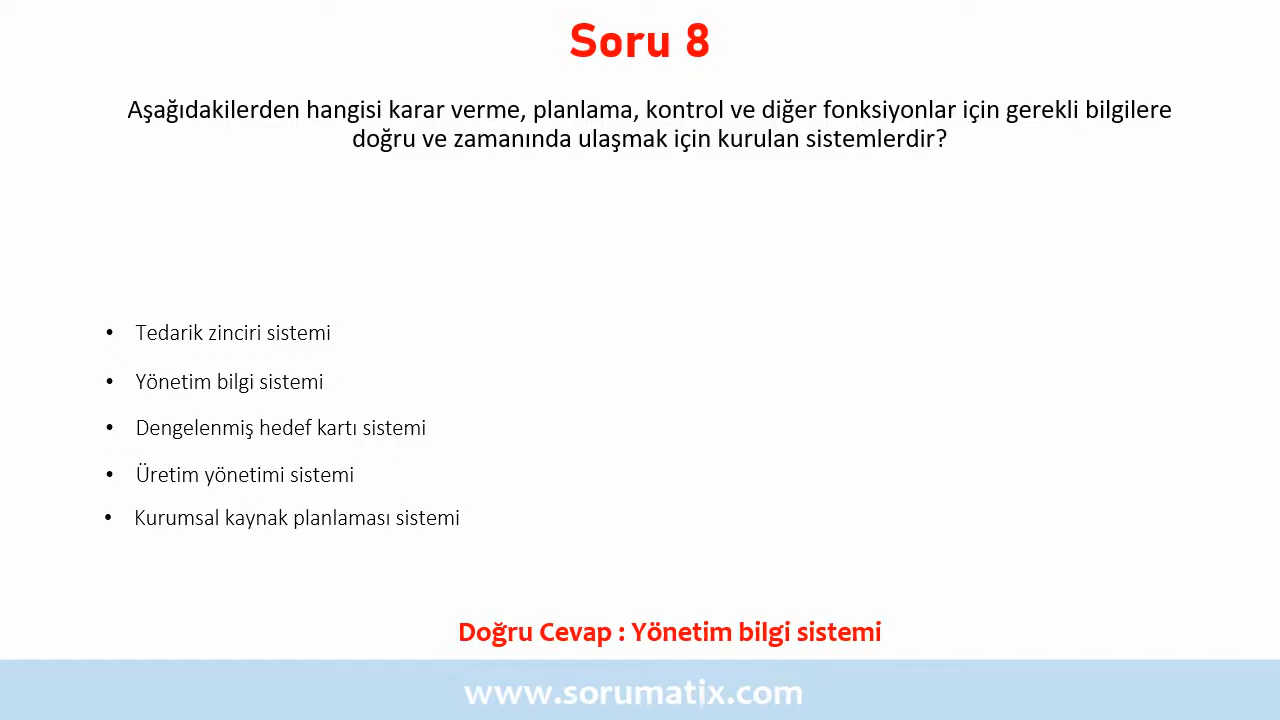 Soru 8
Aşağıdakilerden hangisi karar verme, planlama, kontrol ve diğer fonksiyonlar için gerekli bilgilere
doğru ve zamanında ulaşmak için kurulan sistemlerdir?
• Tedarik zinciri sistemi
• Yönetim bilgi sistemi
• Dengelenmiş hedef kartı sistemi
• Üretim yönetimi sistemi
• Kurumsal kaynak planlaması sistemi
Doğru Cevap : Yönetim bilgi sistemi
www.sorumatix.com